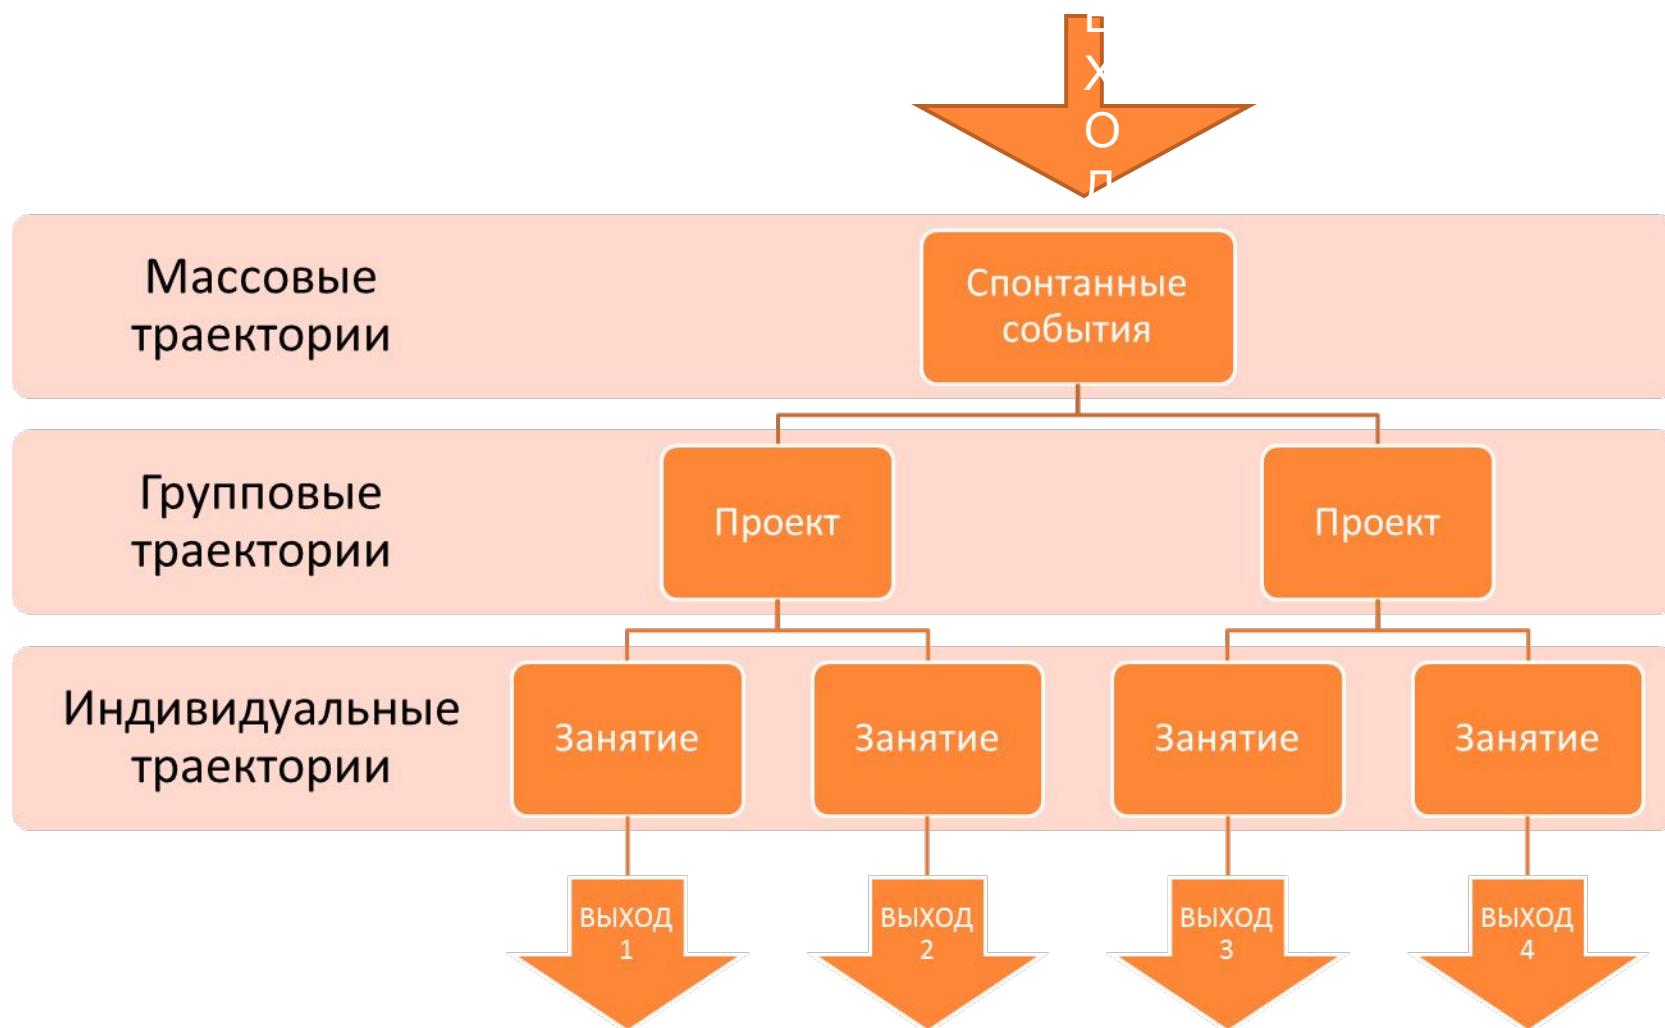 Массовые
траектории
Спонтанные
события
Групповые
траектории
Проект
Проект
Индивидуальные
траектории
Занятие
Занятие
Занятие
Занятие
ВЫХОД
1
ВЫХОД
2
ВЫХОД
3
ВЫХОД
4